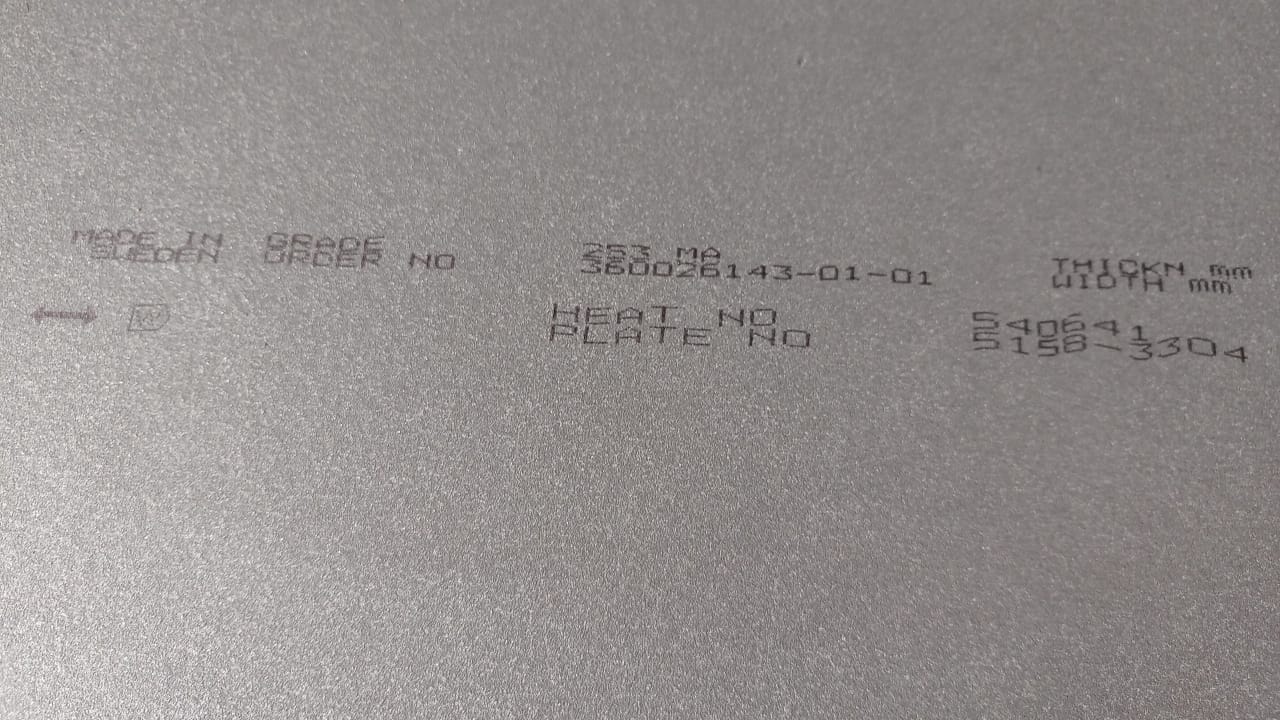 MADE IN GRADE 253 MA THICKN mm
SWEDEN ORDER NO 360026143-01-01 WIDTH mm
HEAT NO 540641
PLATE NO 5158-3304